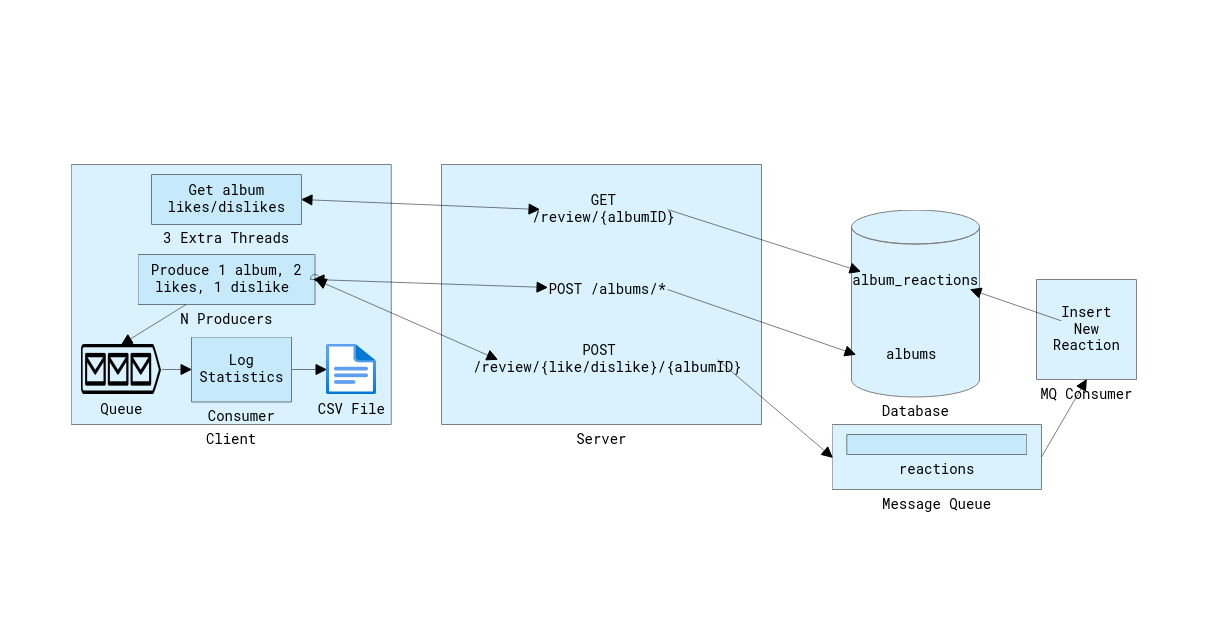 Get album
likes/dislikes
3 Extra Threads
Produce 1 album, 2
likes, 1 dislike
N Producers
Queue
Log
Statistics
Consumer
CSV File
Client
GET
/review/{albumID}
POST /albums/*
POST
/review/{like/dislike}/{albumID}
Server
album_reactions
albums
Database
Insert
New
Reaction
MQ Consumer
reactions
Message Queue